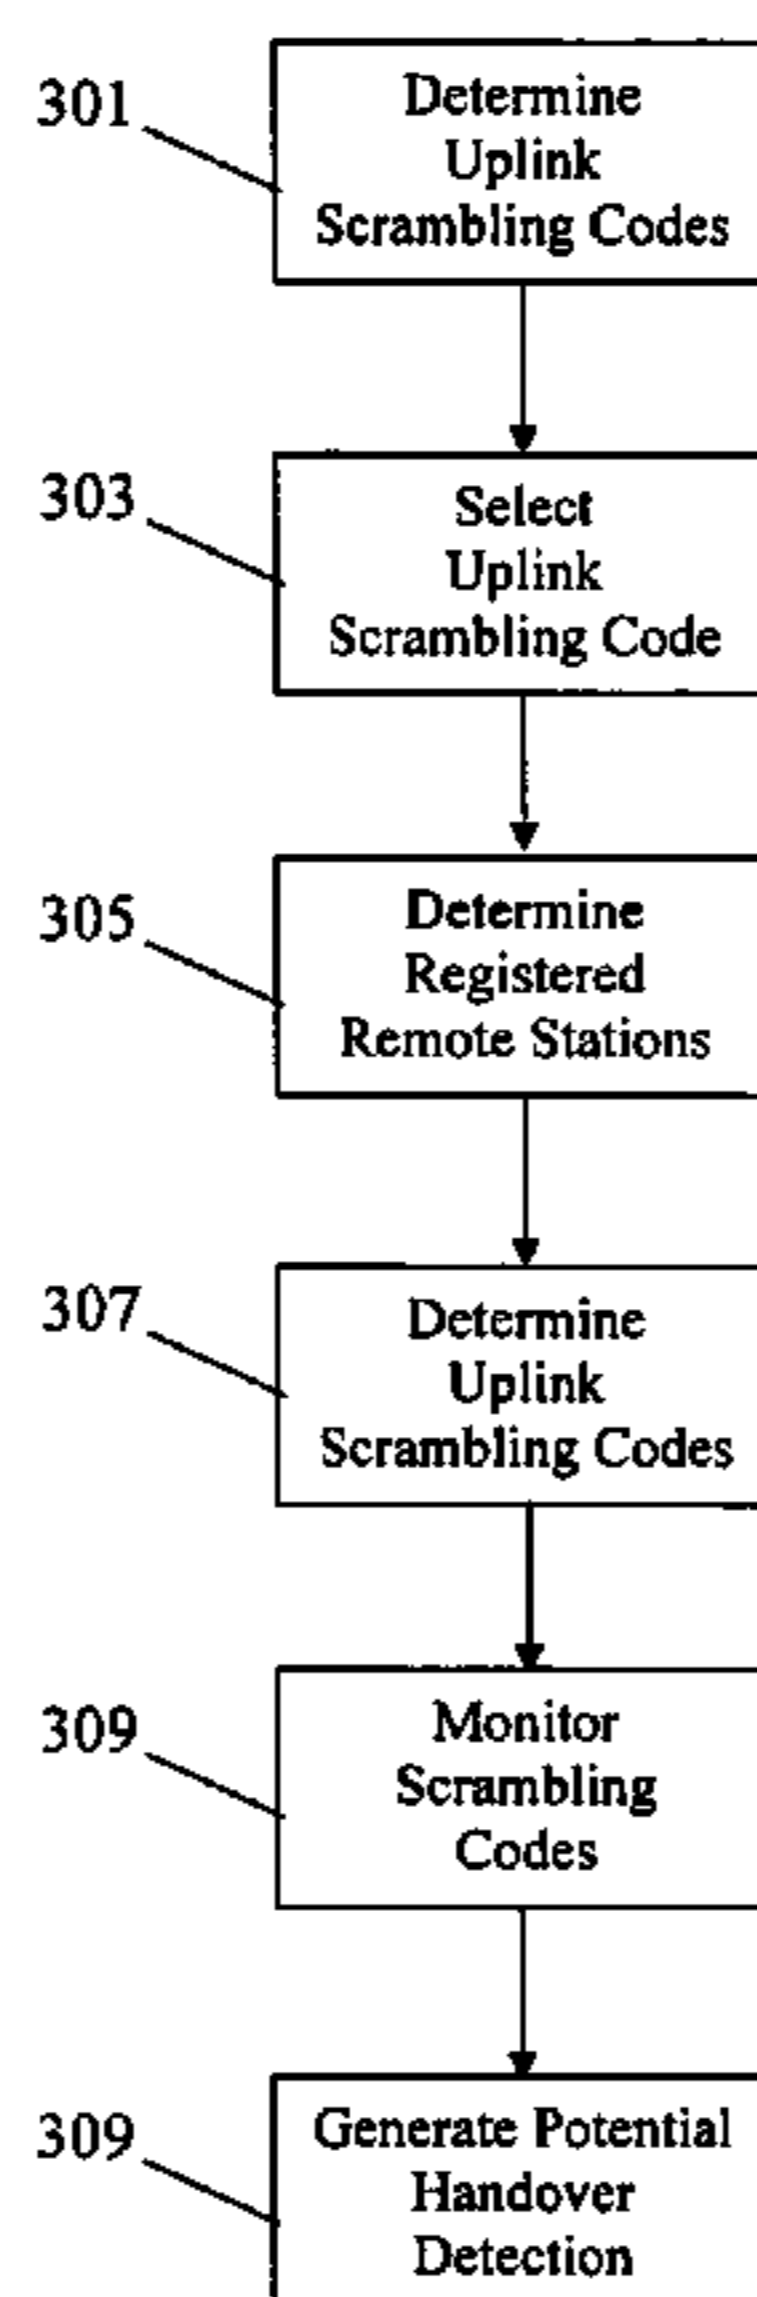 301
Determine
Uplink
Scrambling Codes
303
Select
Uplink
Scrambling Code
305
Determine
Registered
Remote Stations
307
Determine
Uplink
Scrambling Codes
309
Monitor
Scrambling
Codes
309
Generate Potential
Handover
Detection